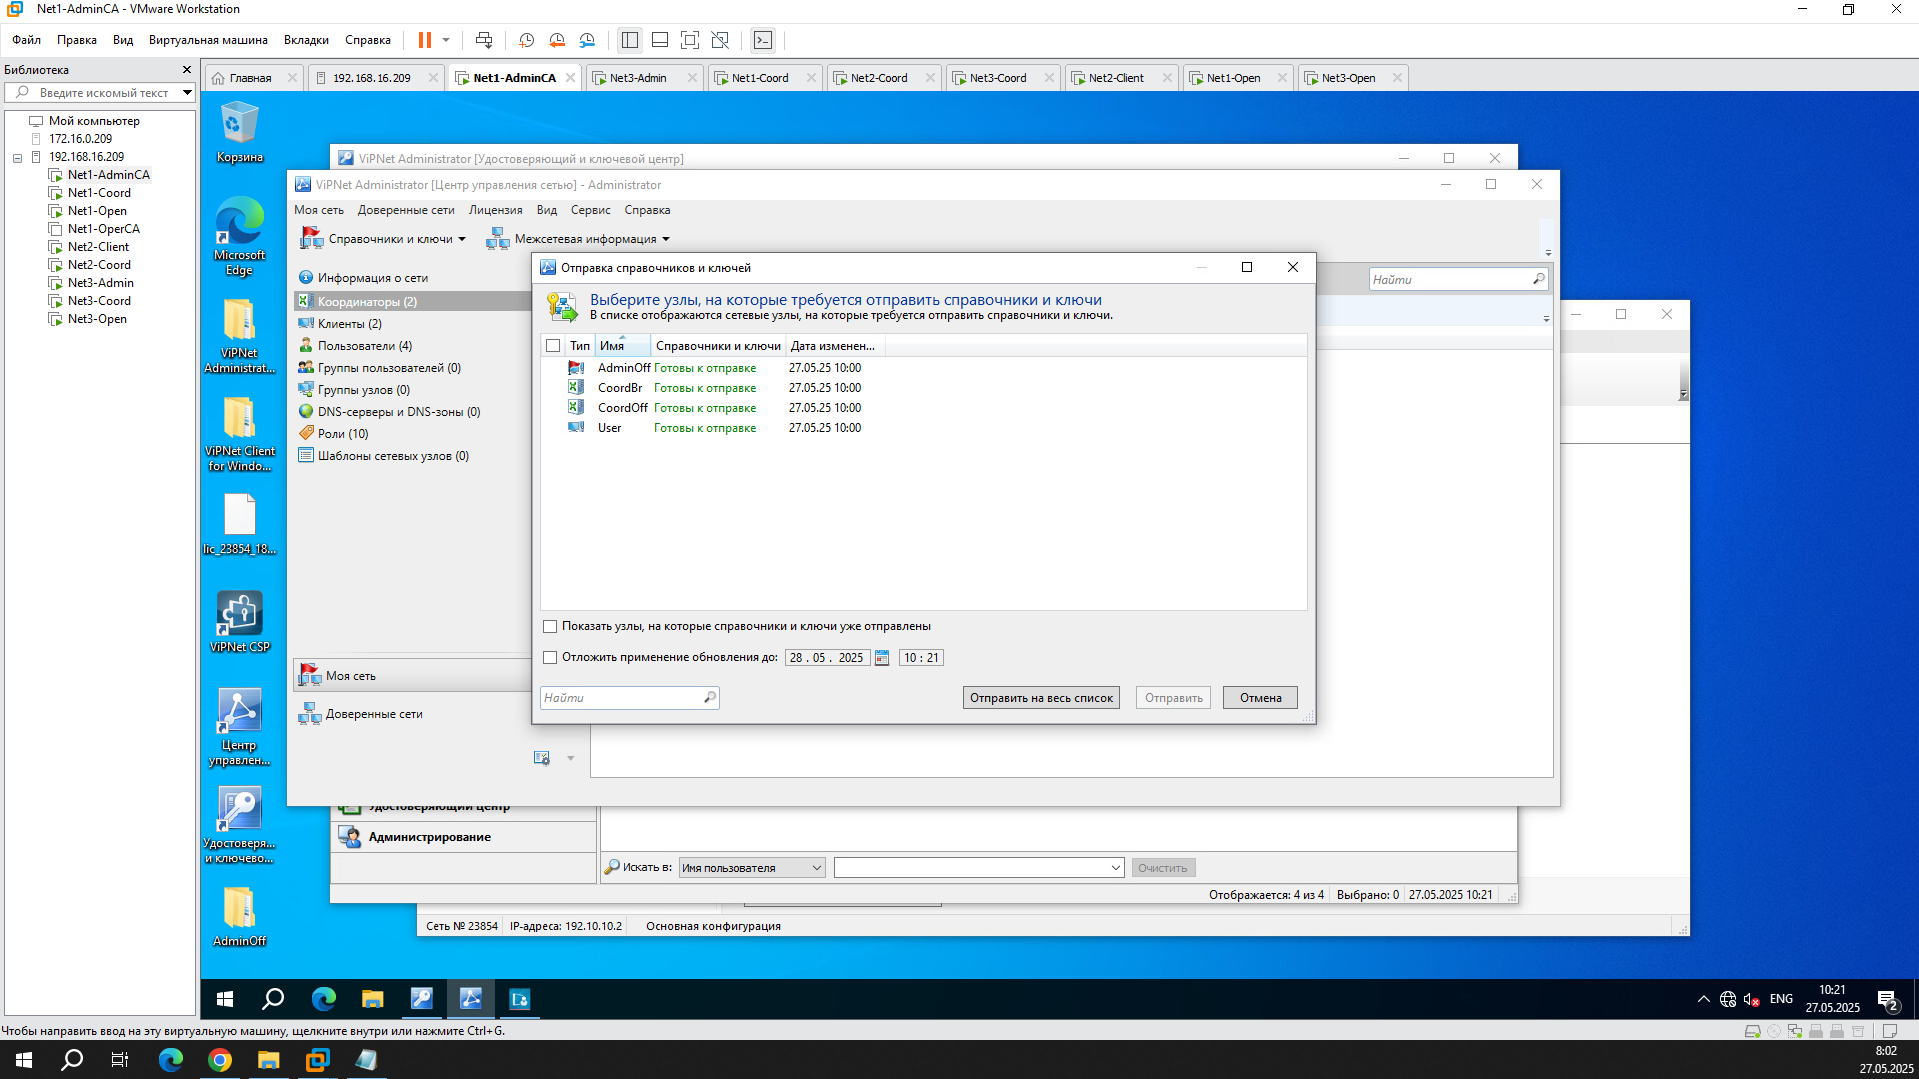 Net1-AdminCA - VMware Workstation
Файл Правка Вид Виртуальная машина Вкладки Справка
Библиотека
Введите искомый текст
Мой компьютер
172.16.0.209
192.168.16.209
Net1-AdminCA
Net1-Coord
Net1-Open
Net1-OperCA
Net2-Client
Net2-Coord
Net3-Admin
Net3-Coord
Net3-Open
Главная 192.168.16.209 Net1-AdminCA Net3-Admin Net1-Coord Net2-Coord Net3-Coord Net2-Client Net1-Open Net3-Open
Корзина
Microsoft Edge
ViPNet Administrat...
ViPNet Client for Windo...
lic_23854_18...
ViPNet CSP
Центр управлен...
Удостоверя... и ключево...
AdminOff
ViPNet Administrator [Удостоверяющий и ключевой центр]
ViPNet Administrator [Центр управления сетью] - Administrator
Моя сеть Доверенные сети Лицензия Вид Сервис Справка
Справочники и ключи Межсетевая информация
Информация о сети
Координаторы (2)
Клиенты (2)
Пользователи (4)
Группы пользователей (0)
Группы узлов (0)
DNS-серверы и DNS-зоны (0)
Роли (10)
Шаблоны сетевых узлов (0)
Моя сеть
Доверенные сети
Найти
Отправка справочников и ключей
Выберите узлы, на которые требуется отправить справочники и ключи
В списке отображаются сетевые узлы, на которые требуется отправить справочники и ключи.
Тип Имя Справочники и ключи Дата изменен...
AdminOff Готовы к отправке 27.05.25 10:00
CoordBr Готовы к отправке 27.05.25 10:00
CoordOff Готовы к отправке 27.05.25 10:00
User Готовы к отправке 27.05.25 10:00
Показать узлы, на которые справочники и ключи уже отправлены
Отложить применение обновления до: 28 . 05 . 2025 10 : 21
Найти
Отправить на весь список Отправить Отмена
Удостоверяющий центр
Администрирование
Искать в: Имя пользователя Очистить
Отображается: 4 из 4 Выбрано: 0 27.05.2025 10:21
Сеть № 23854 IP-адреса: 192.10.10.2 Основная конфигурация
ENG 10:21
27.05.2025
2
Чтобы направить ввод на эту виртуальную машину, щелкните внутри или нажмите Ctrl+G.
8:02
27.05.2025